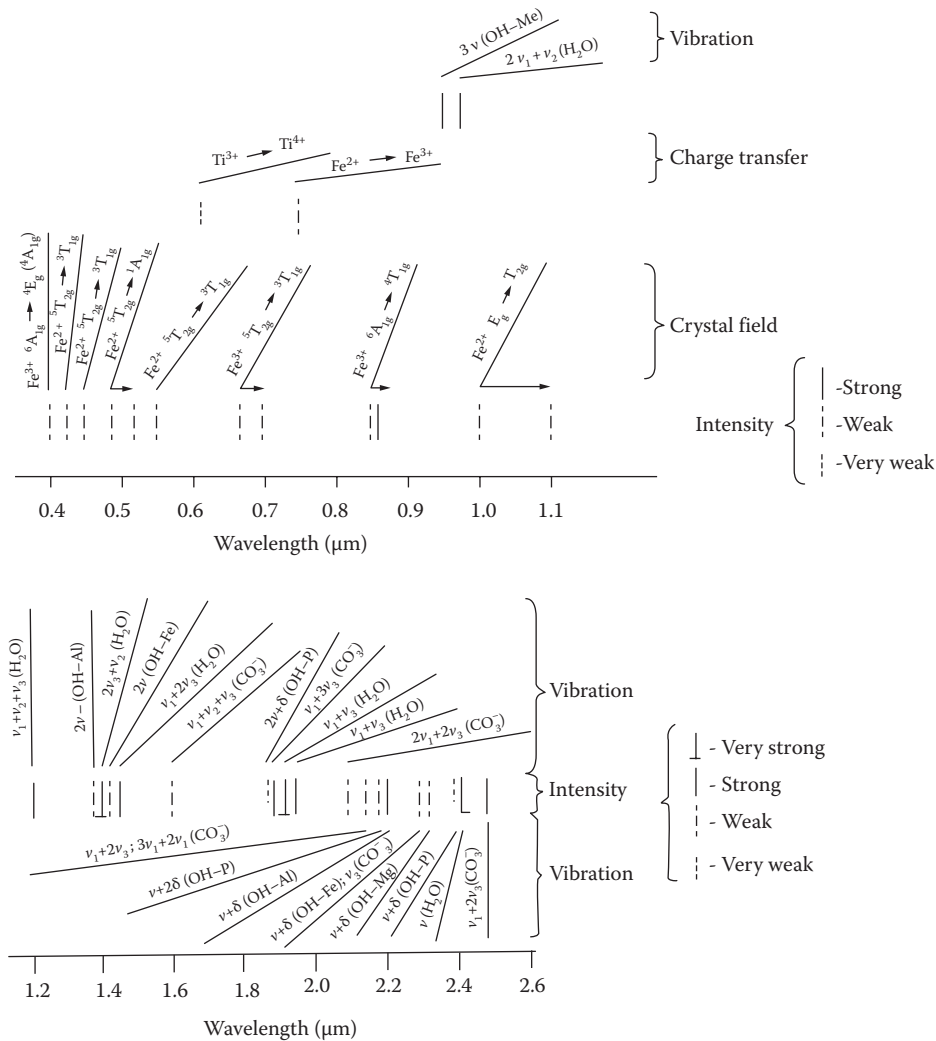 3 ν (OH–Me)
2 ν₁ + ν₂ (H₂O)
Vibration
Ti³⁺ → Ti⁴⁺
Fe²⁺ → Fe³⁺
Charge transfer
Fe³⁺ ⁶A₁g → ⁴Eg (⁴A₁g)
Fe²⁺ ⁵T₂g → ³T₁g
Fe²⁺ ⁵T₂g → ³T₁g
Fe²⁺ ⁵T₂g → ¹A₁g
Fe²⁺ ⁵T₂g → ³T₁g
Fe³⁺ ⁵T₂g → ³T₁g
Fe³⁺ ⁶A₁g → ⁴T₁g
Fe²⁺ Eg → T₂g
Crystal field
Intensity
-Strong
-Weak
-Very weak
0.4 0.5 0.6 0.7 0.8 0.9 1.0 1.1
Wavelength (μm)
ν₁+ν₂+ν₃ (H₂O)
2ν – (OH–Al)
2ν₃+ν₂ (H₂O)
2ν (OH–Fe)
ν₁+2ν₃ (H₂O)
ν₁+ν₂+ν₃ (CO₃⁻)
2ν+δ (OH–P)
ν₁+3ν₃ (CO₃⁻)
ν₁+ν₃ (H₂O)
ν₁+ν₃ (H₂O)
2ν₁+2ν₃ (CO₃⁻)
Vibration
Intensity
- Very strong
- Strong
- Weak
- Very weak
ν₁+2ν₃ ; 3ν₁+2ν₁ (CO₃⁻)
ν+2δ (OH–P)
ν+δ (OH–Al)
ν+δ (OH–Fe); ν₃(CO₃⁻)
ν+δ (OH–Mg)
ν+δ (OH–P)
ν (H₂O)
ν₁+2ν₃(CO₃⁻)
Vibration
1.2 1.4 1.6 1.8 2.0 2.2 2.4 2.6
Wavelength (μm)